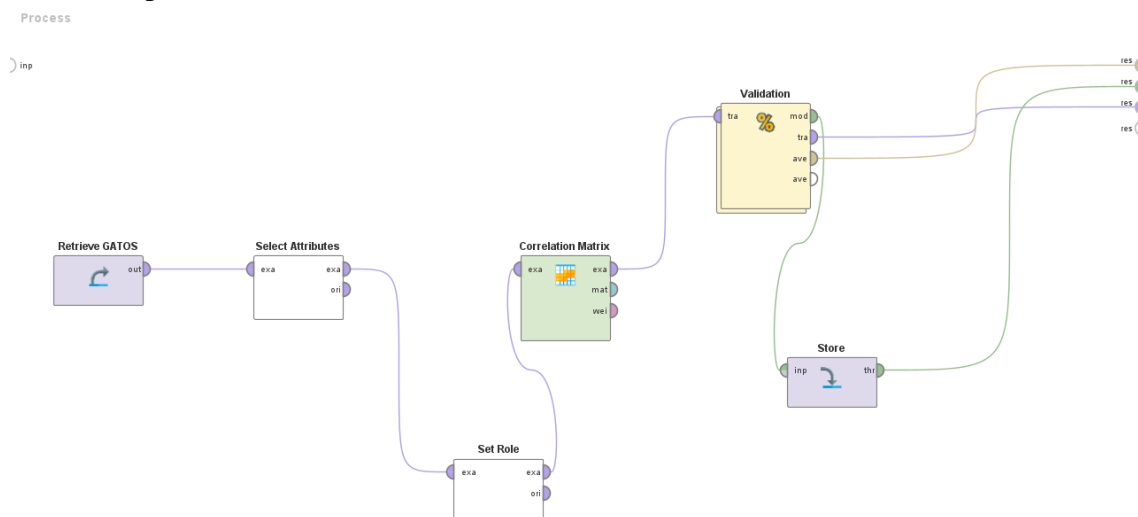 Process
inp
res
res
res
res
Validation
tra
mod
tra
ave
ave
Retrieve GATOS
out
Select Attributes
exa
exa
ori
Correlation Matrix
exa
exa
mat
wei
Store
inp
thr
Set Role
exa
exa
ori